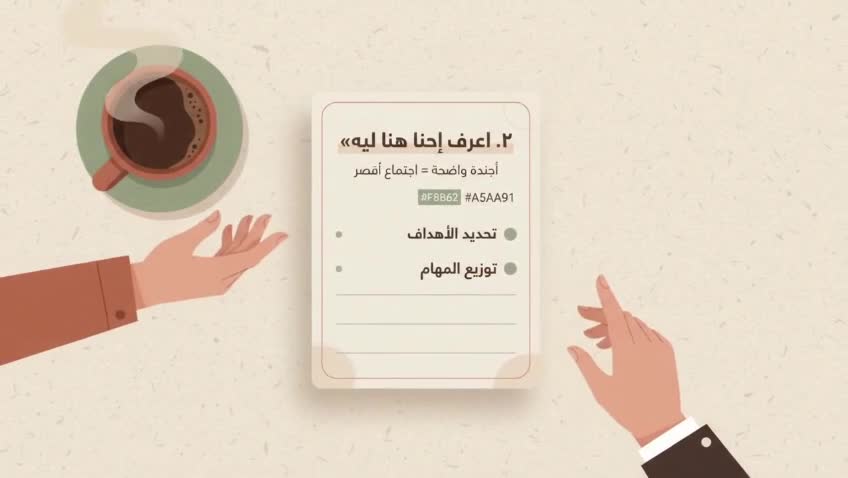 ٢. اعرف إحنا هنا ليه»
أجندة واضحة = اجتماع أقصر
#F8B62 #A5AA91
تحديد الأهداف
توزيع المهام